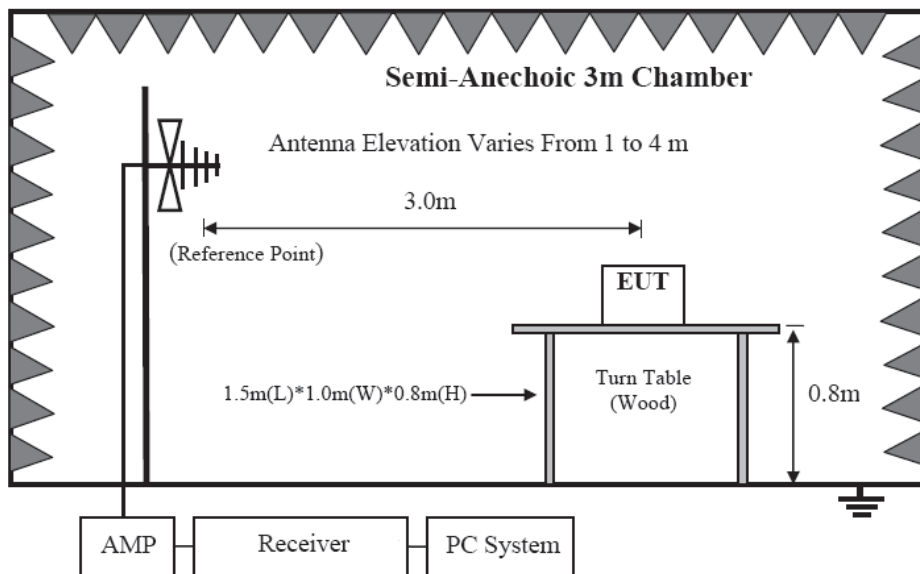 Semi-Anechoic 3m Chamber
Antenna Elevation Varies From 1 to 4 m
3.0m
(Reference Point)
EUT
1.5m(L)*1.0m(W)*0.8m(H)
Turn Table
(Wood)
0.8m
AMP
Receiver
PC System